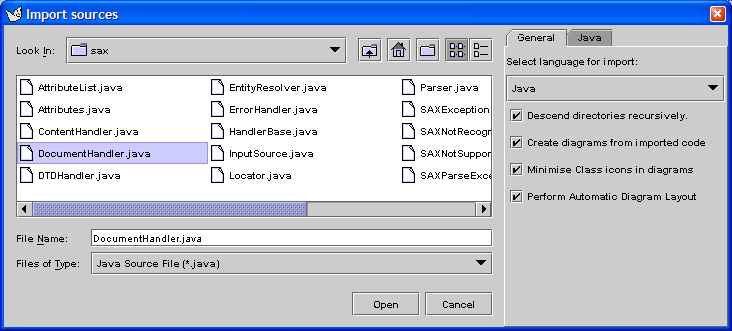 Import sources
Look In: sax
AttributeList.java EntityResolver.java Parser.java
Attributes.java ErrorHandler.java SAXException
ContentHandler.java HandlerBase.java SAXNotRecogn
DocumentHandler.java InputSource.java SAXNotSuppor
DTDHandler.java Locator.java SAXParseExce
File Name: DocumentHandler.java
Files of Type: Java Source File (*.java)
Open Cancel
General Java
Select language for import:
Java
Descend directories recursively.
Create diagrams from imported code
Minimise Class icons in diagrams
Perform Automatic Diagram Layout